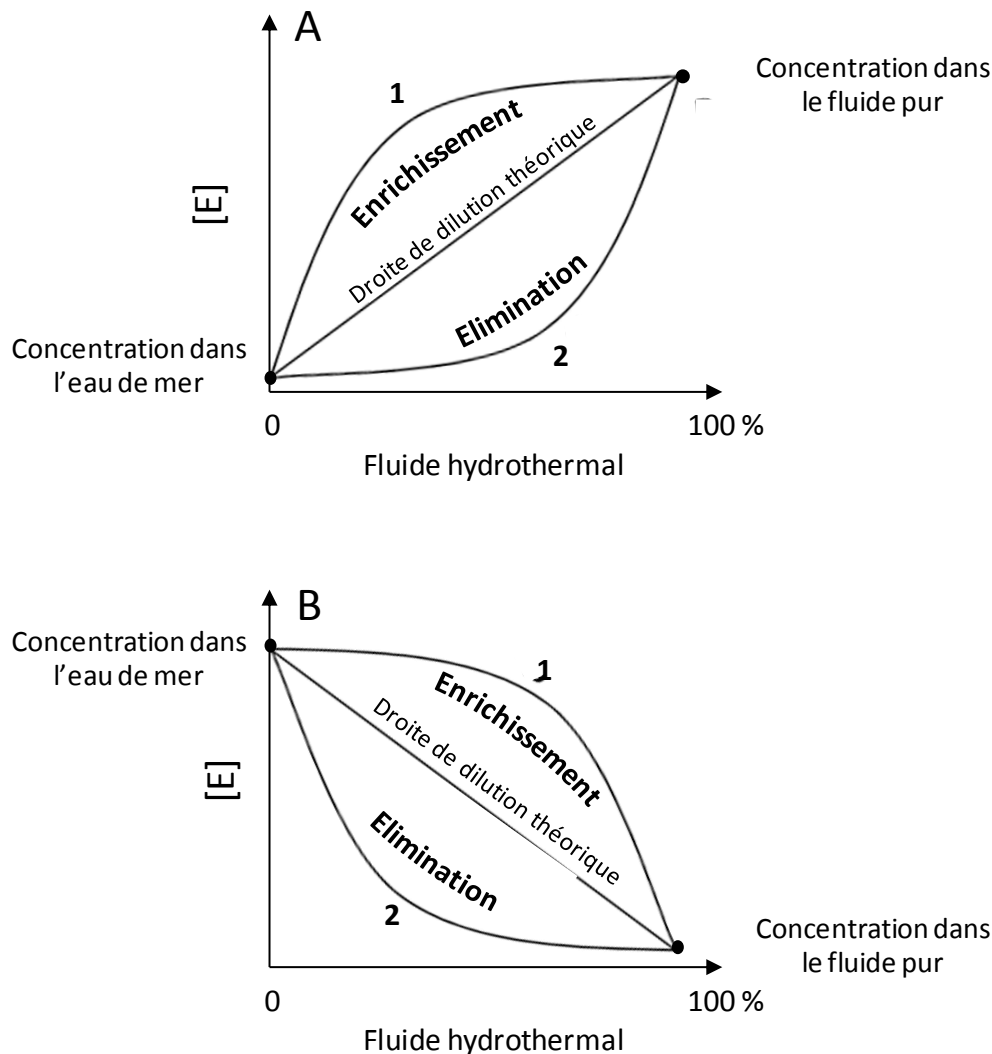 A
Concentration dans
le fluide pur
1
Enrichissement
Droite de dilution théorique
[E]
Elimination
2
Concentration dans
l'eau de mer
0
100 %
Fluide hydrothermal
B
Concentration dans
l'eau de mer
1
Enrichissement
Droite de dilution théorique
[E]
Elimination
2
Concentration dans
le fluide pur
0
100 %
Fluide hydrothermal